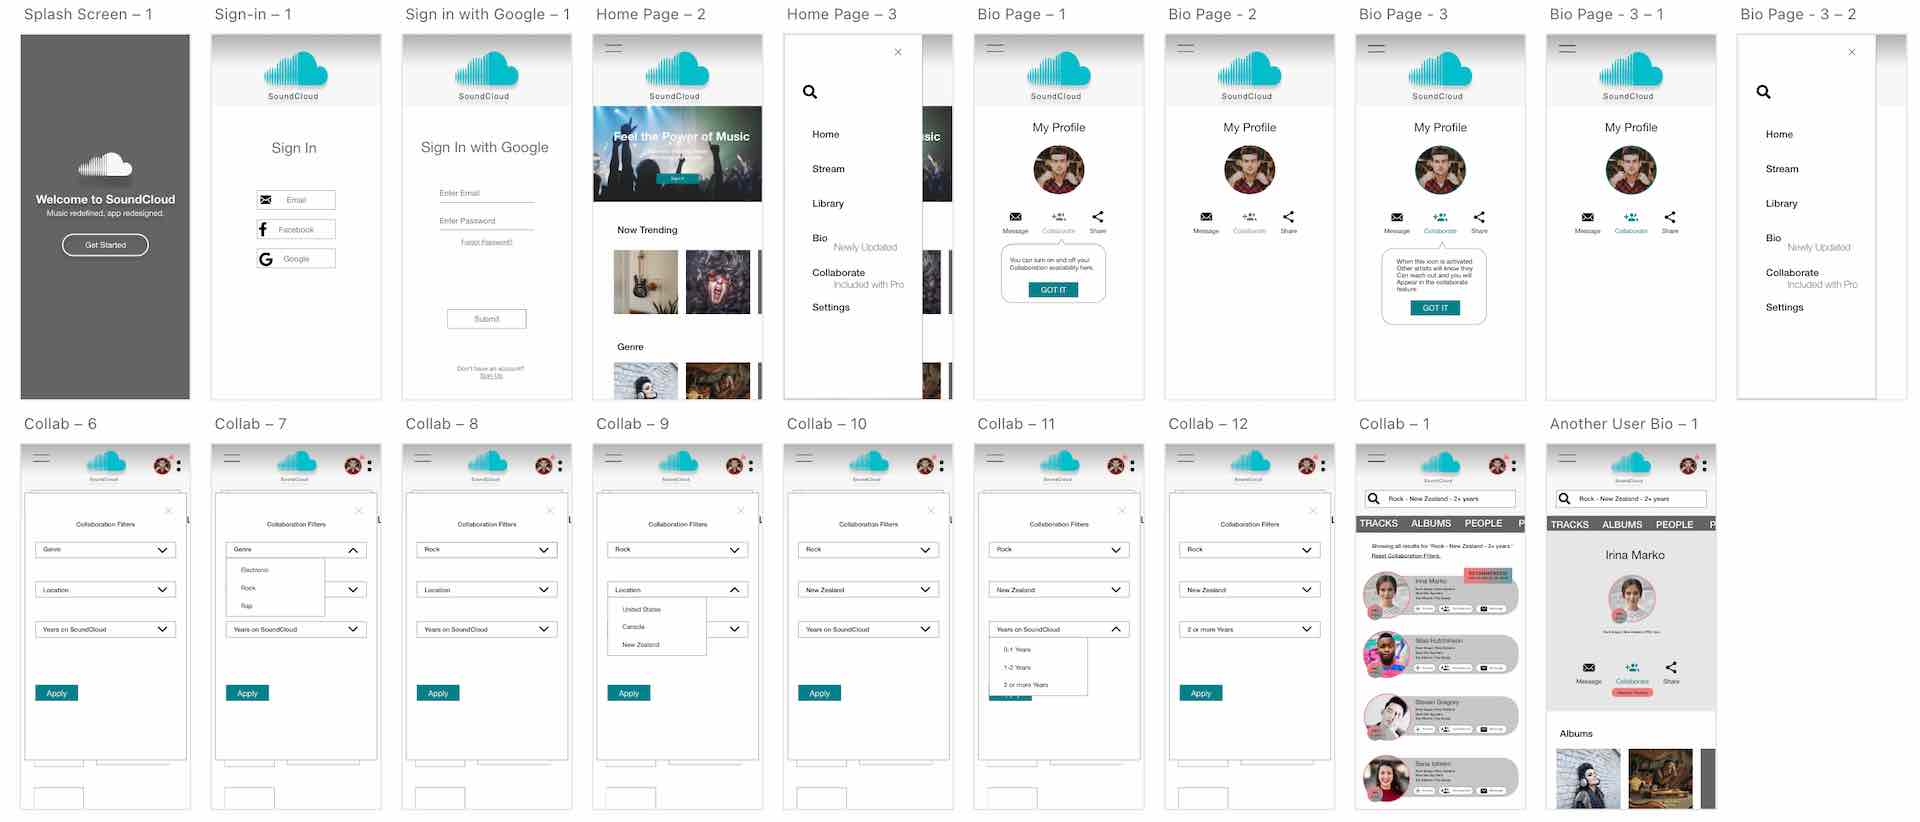 Splash Screen – 1
Sign-in – 1
Sign in with Google – 1
Home Page – 2
Home Page – 3
Bio Page – 1
Bio Page - 2
Bio Page - 3
Bio Page - 3 – 1
Bio Page - 3 – 2
Welcome to SoundCloud
Music redefined, app redesigned.
Get Started
SoundCloud
Sign In
Email
Facebook
Google
SoundCloud
Sign In with Google
Enter Email
Enter Password
Forgot Password?
Submit
Don't have an account?
Sign Up
SoundCloud
Feel the Power of Music
Sign In
Now Trending
Genre
sic
Home
Stream
Library
Bio
Newly Updated
Collaborate
Included with Pro
Settings
SoundCloud
My Profile
Message
Collaborate
Share
You can turn on and off your
Collaboration availability here.
GOT IT
SoundCloud
My Profile
Message
Collaborate
Share
SoundCloud
My Profile
Message
Collaborate
Share
When this icon is activated
Other artists will know they
Can reach out and you will
Appear in the collaborate
feature
GOT IT
SoundCloud
My Profile
Message
Collaborate
Share
Home
Stream
Library
Bio
Newly Updated
Collaborate
Included with Pro
Settings
Collab – 6
Collab – 7
Collab – 8
Collab – 9
Collab – 10
Collab – 11
Collab – 12
Collab – 1
Another User Bio – 1
SoundCloud
Collaboration Filters
Genre
Location
Years on SoundCloud
Apply
SoundCloud
Collaboration Filters
Genre
Electronic
Rock
Rap
Years on SoundCloud
Apply
SoundCloud
Collaboration Filters
Rock
Location
Years on SoundCloud
Apply
SoundCloud
Collaboration Filters
Rock
Location
United States
Canada
New Zealand
Apply
SoundCloud
Collaboration Filters
Rock
New Zealand
Years on SoundCloud
Apply
SoundCloud
Collaboration Filters
Rock
New Zealand
Years on SoundCloud
0-1 Years
1-2 Years
2 or more Years
SoundCloud
Collaboration Filters
Rock
New Zealand
2 or more Years
Apply
SoundCloud
Rock - New Zealand - 2+ years
TRACKS ALBUMS PEOPLE P
Showing all results for "Rock - New Zealand - 2+ years."
Reset Collaboration Filters.
RECOMMENDED
Irina Marko
Silas Hutchinson
Steven Gregory
SoundCloud
Rock - New Zealand - 2+ years
TRACKS ALBUMS PEOPLE P
Irina Marko
Message
Collaborate
Share
Albums